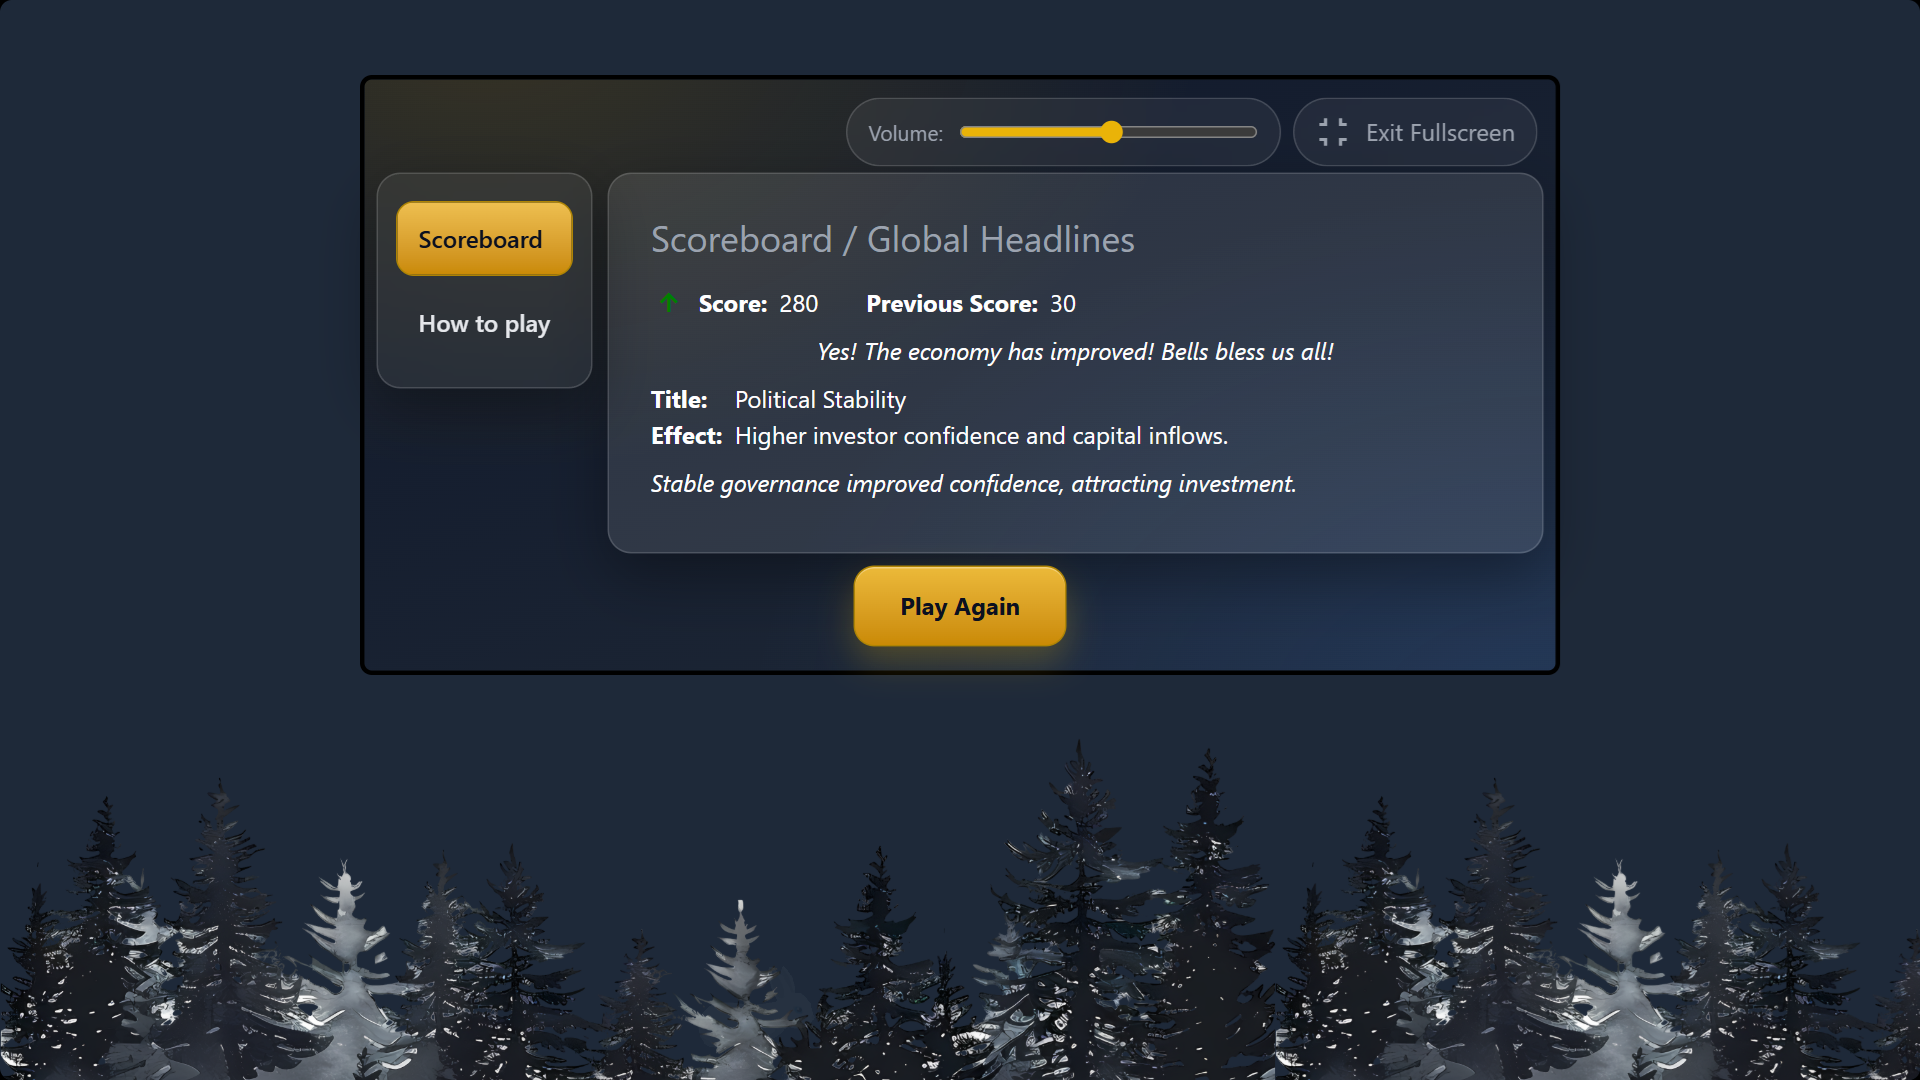 Volume:
Exit Fullscreen
Scoreboard
How to play
Scoreboard / Global Headlines
Score: 280 Previous Score: 30
Yes! The economy has improved! Bells bless us all!
Title: Political Stability
Effect: Higher investor confidence and capital inflows.
Stable governance improved confidence, attracting investment.
Play Again